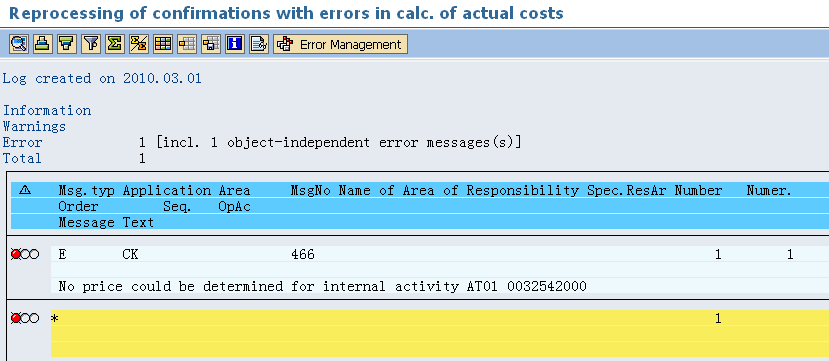 Reprocessing of confirmations with errors in calc. of actual costs
Error Management
Log created on 2010.03.01
Information
Warnings
Error 1 [incl. 1 object-independent error messages(s)]
Total 1
Msg.typ Application Area MsgNo Name of Area of Responsibility Spec.ResAr Number Numer.
Order Seq. OpAc
Message Text
E CK 466 1 1
No price could be determined for internal activity AT01 0032542000
* 1